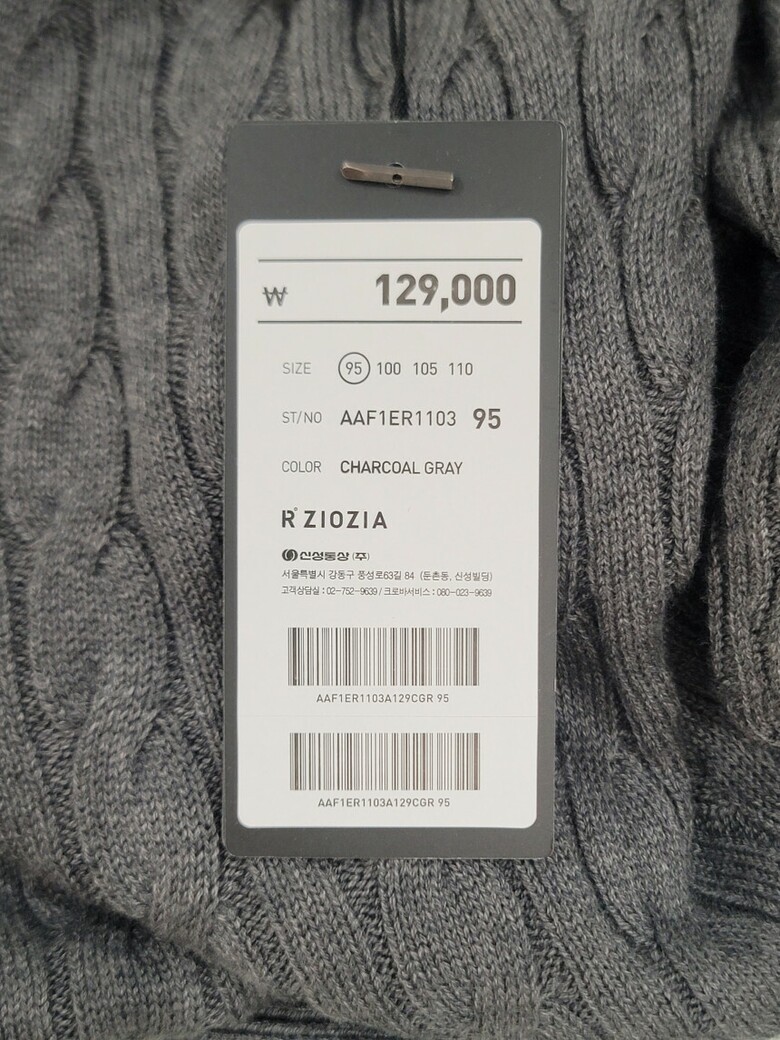 ₩ 129,000
SIZE 95 100 105 110
ST/NO AAF1ER1103 95
COLOR CHARCOAL GRAY
R° ZIOZIA
신성통상 (주)
서울특별시 강동구 풍성로63길 84 (둔촌동, 신성빌딩)
고객상담실 : 02-752-9639 / 크로바서비스 : 080-023-9639
AAF1ER1103A129CGR 95
AAF1ER1103A129CGR 95